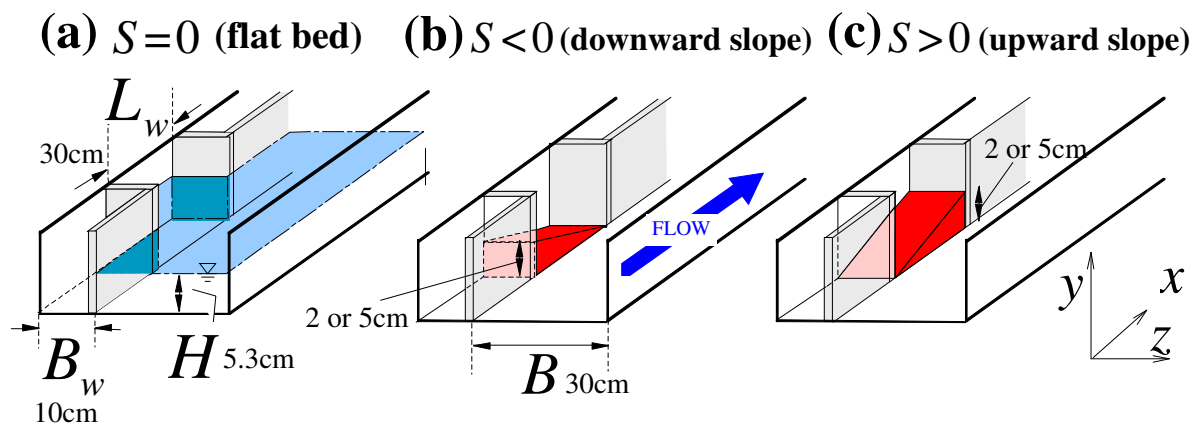 (a) S=0 (flat bed)
(b) S<0 (downward slope)
(c) S>0 (upward slope)
L_w
30cm
2 or 5cm
FLOW
2 or 5cm
H 5.3cm
B_w
10cm
B 30cm
y
x
z